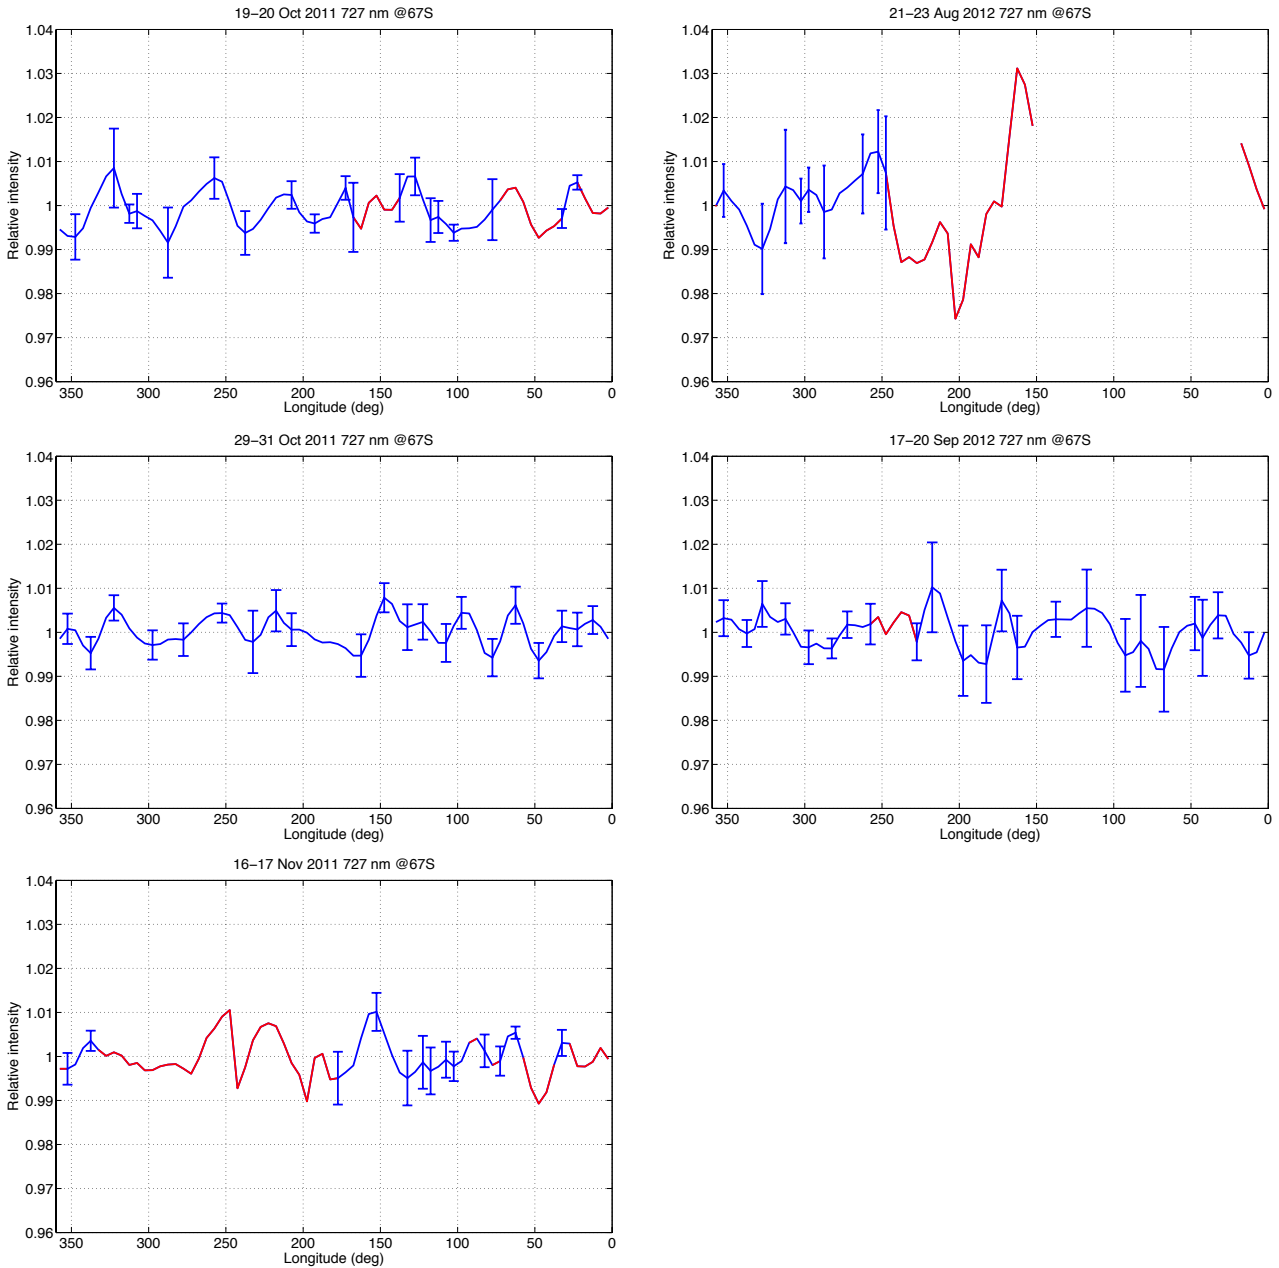 19−20 Oct 2011 727 nm @67S
1.04
1.03
1.02
1.01
1
0.99
0.98
0.97
0.96
Relative intensity
350 300 250 200 150 100 50 0
Longitude (deg)
21−23 Aug 2012 727 nm @67S
1.04
1.03
1.02
1.01
1
0.99
0.98
0.97
0.96
Relative intensity
350 300 250 200 150 100 50 0
Longitude (deg)
29−31 Oct 2011 727 nm @67S
1.04
1.03
1.02
1.01
1
0.99
0.98
0.97
0.96
Relative intensity
350 300 250 200 150 100 50 0
Longitude (deg)
17−20 Sep 2012 727 nm @67S
1.04
1.03
1.02
1.01
1
0.99
0.98
0.97
0.96
Relative intensity
350 300 250 200 150 100 50 0
Longitude (deg)
16−17 Nov 2011 727 nm @67S
1.04
1.03
1.02
1.01
1
0.99
0.98
0.97
0.96
Relative intensity
350 300 250 200 150 100 50 0
Longitude (deg)